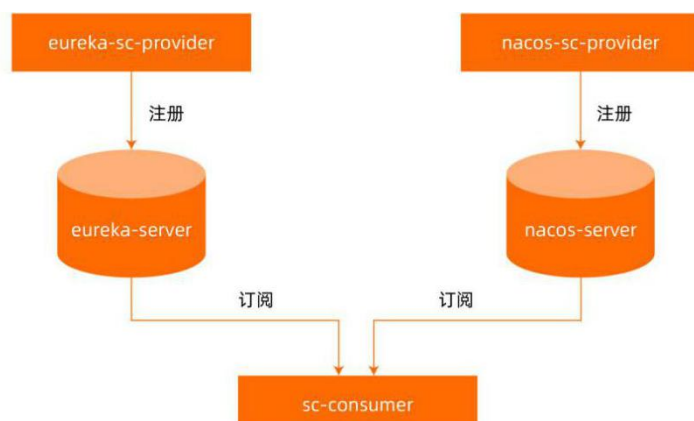 eureka-sc-provider
nacos-sc-provider
注册
注册
eureka-server
nacos-server
订阅
订阅
sc-consumer